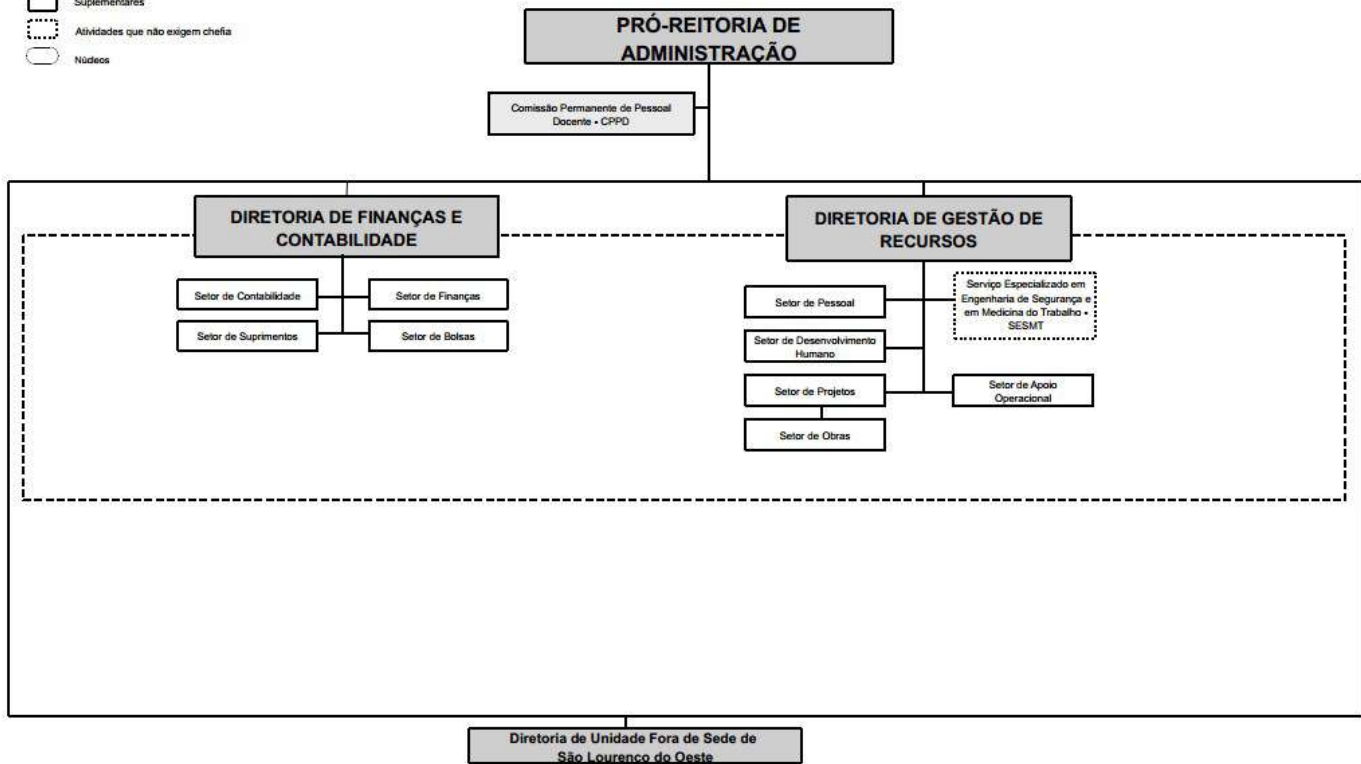 Suplementares
Atividades que não exigem chefia
Núcleos
PRÓ-REITORIA DE
ADMINISTRAÇÃO
Comissão Permanente de Pessoal
Docente - CPPD
DIRETORIA DE FINANÇAS E
CONTABILIDADE
Setor de Contabilidade
Setor de Finanças
Setor de Suprimentos
Setor de Bolsas
DIRETORIA DE GESTÃO DE
RECURSOS
Setor de Pessoal
Serviço Especializado em
Engenharia de Segurança e
em Medicina do Trabalho -
SESMT
Setor de Desenvolvimento
Humano
Setor de Projetos
Setor de Apoio
Operacional
Setor de Obras
Diretoria de Unidade Fora de Sede de
São Lourenço do Oeste